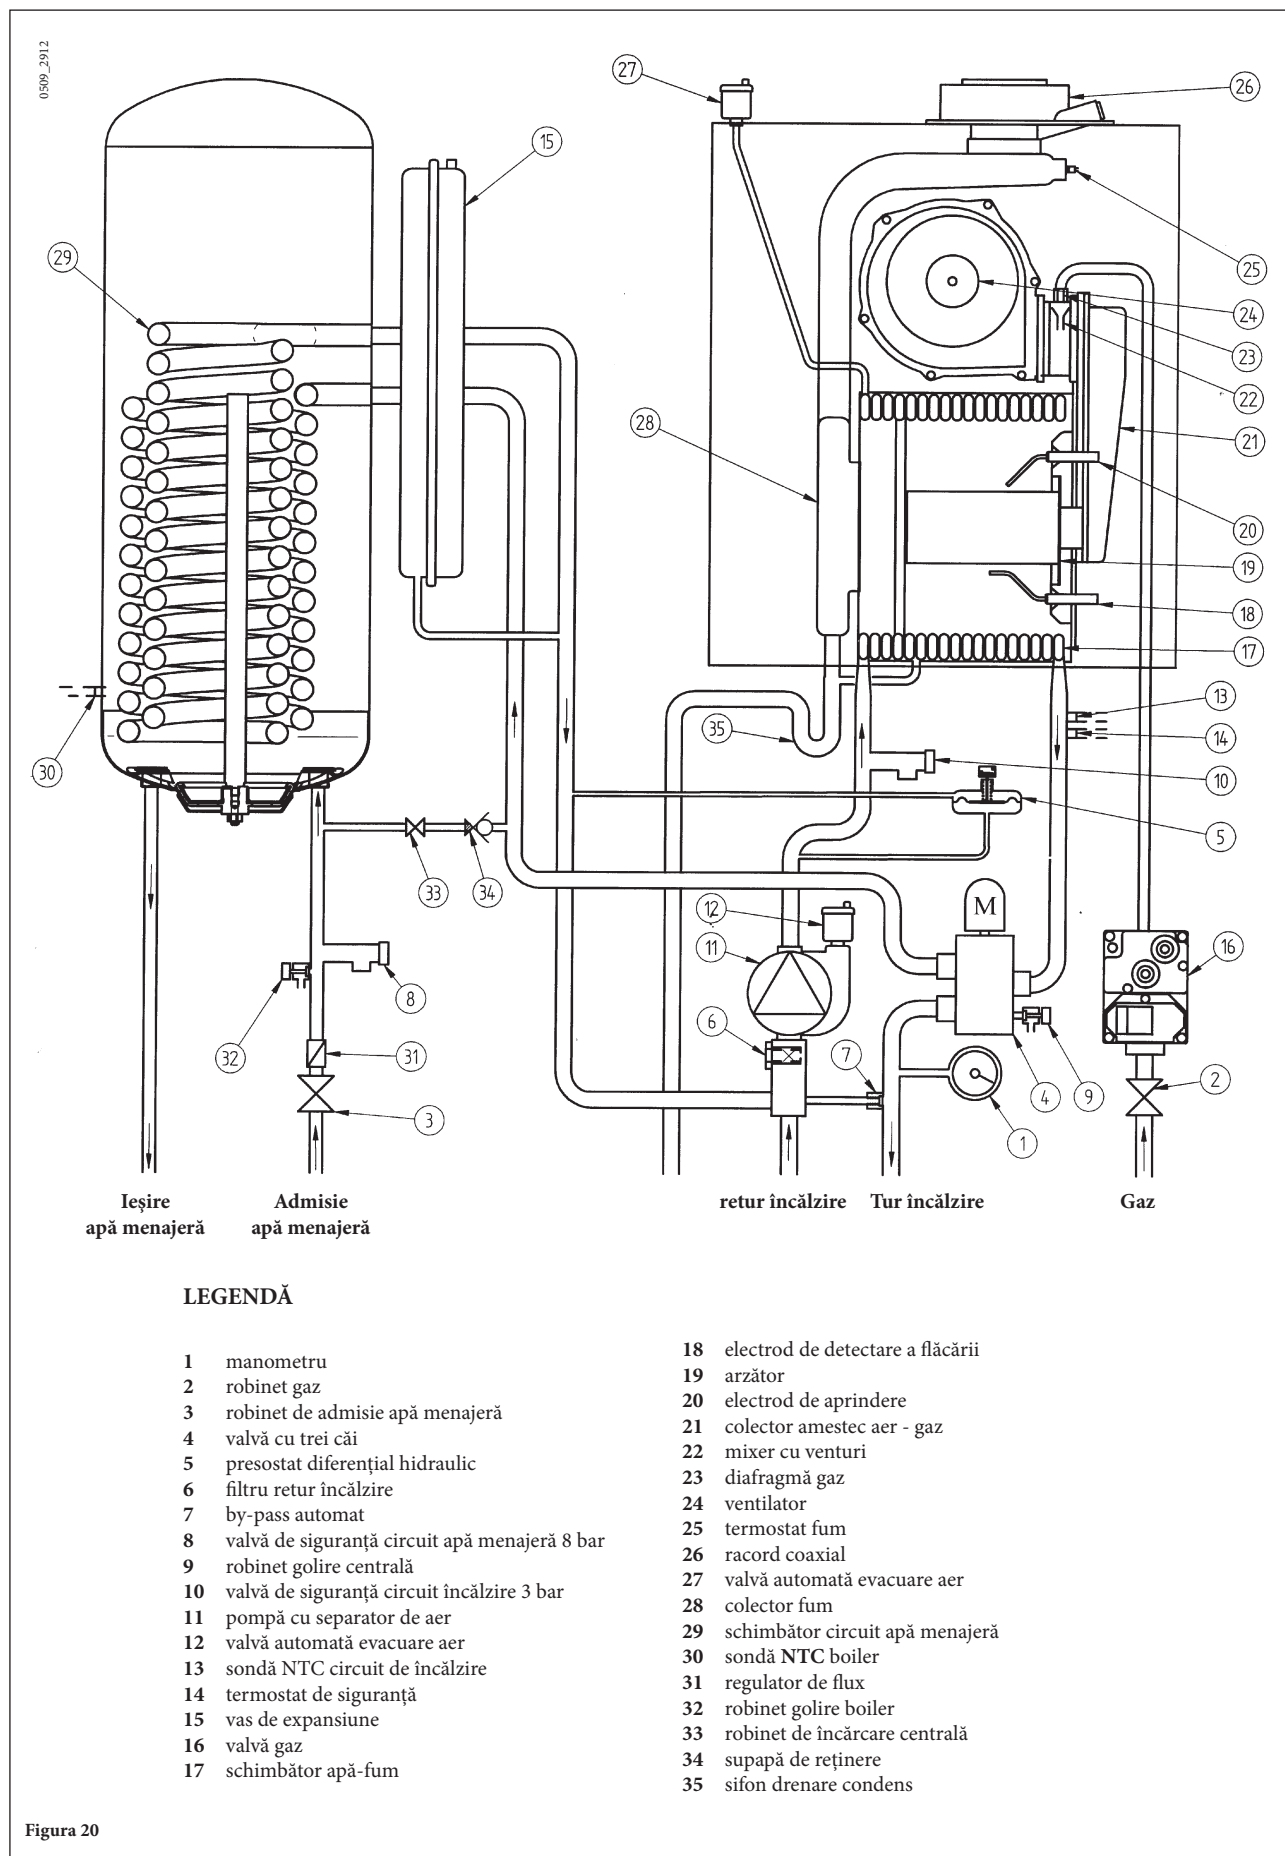 0509_2912
27
26
15
29
25
24
23
22
28
21
20
19
18
17
13
35
14
30
10
5
33
34
12
M
11
16
8
6
32
31
7
2
3
4
9
1
Ieșire
apă menajeră
Admisie
apă menajeră
retur încălzire
Tur încălzire
Gaz
LEGENDĂ
1 manometru
2 robinet gaz
3 robinet de admisie apă menajeră
4 valvă cu trei căi
5 presostat diferențial hidraulic
6 filtru retur încălzire
7 by-pass automat
8 valvă de siguranță circuit apă menajeră 8 bar
9 robinet golire centrală
10 valvă de siguranță circuit încălzire 3 bar
11 pompă cu separator de aer
12 valvă automată evacuare aer
13 sondă NTC circuit de încălzire
14 termostat de siguranță
15 vas de expansiune
16 valvă gaz
17 schimbător apă-fum
18 electrod de detectare a flăcării
19 arzător
20 electrod de aprindere
21 colector amestec aer - gaz
22 mixer cu venturi
23 diafragmă gaz
24 ventilator
25 termostat fum
26 racord coaxial
27 valvă automată evacuare aer
28 colector fum
29 schimbător circuit apă menajeră
30 sondă NTC boiler
31 regulator de flux
32 robinet golire boiler
33 robinet de încărcare centrală
34 supapă de reținere
35 sifon drenare condens
Figura 20